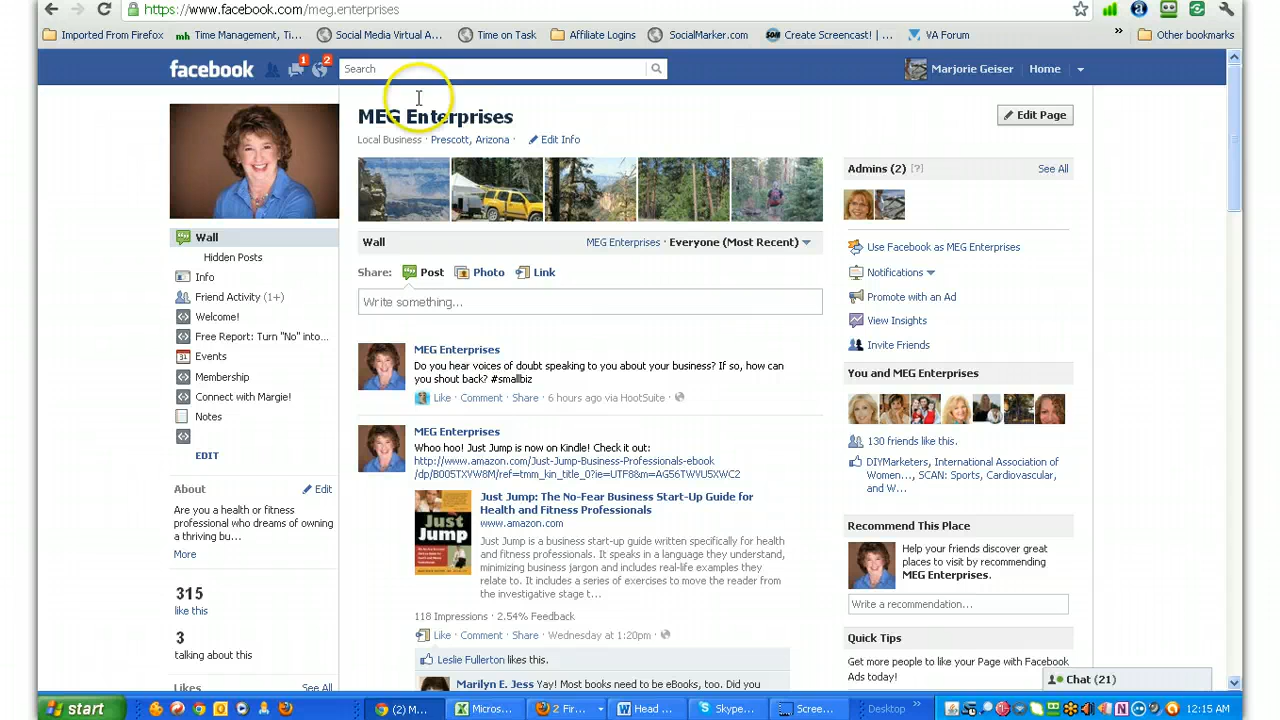 https://www.facebook.com/meg.enterprises
Imported From Firefox
Time Management, Ti...
Social Media Virtual A...
Time on Task
Affiliate Logins
SocialMarker.com
Create Screencast! | ...
VA Forum
»
Other bookmarks
facebook
1
2
Search
Marjorie Geiser
Home
MEG Enterprises
Edit Page
Local Business · Prescott, Arizona · Edit Info
Wall
Hidden Posts
Info
Friend Activity (1+)
Welcome!
Free Report: Turn "No" into...
Events
Membership
Connect with Margie!
Notes
EDIT
About
Edit
Are you a health or fitness
professional who dreams of owning
a thriving bu...
More
315
like this
3
talking about this
Likes
See All
Wall
MEG Enterprises · Everyone (Most Recent)
Share: Post Photo Link
Write something...
MEG Enterprises
Do you hear voices of doubt speaking to you about your business? If so, how can
you shout back? #smallbiz
Like · Comment · Share · 6 hours ago via HootSuite ·
MEG Enterprises
Whoo hoo! Just Jump is now on Kindle! Check it out:
http://www.amazon.com/Just-Jump-Business-Professionals-ebook
/dp/B005TXVW8M/ref=tmm_kin_title_0?ie=UTF8&m=AG56TWVU5XWC2
Just Jump
Just Jump: The No-Fear Business Start-Up Guide for
Health and Fitness Professionals
www.amazon.com
Just Jump is a business start-up guide written specifically for health
and fitness professionals. It speaks in a language they understand,
minimizing business jargon and includes real-life examples they
relate to. It includes a series of exercises to move the reader from
the investigative stage t...
118 Impressions · 2.54% Feedback
Like · Comment · Share · Wednesday at 1:20pm ·
Leslie Fullerton likes this.
Marilyn E. Jess Yay! Most books need to be eBooks, too. Did you
Admins (2) [?]
See All
Use Facebook as MEG Enterprises
Notifications
Promote with an Ad
View Insights
Invite Friends
You and MEG Enterprises
130 friends like this.
DIYMarketers, International Association of
Women..., SCAN: Sports, Cardiovascular,
and W...
Recommend This Place
Help your friends discover great
places to visit by recommending
MEG Enterprises.
Write a recommendation...
Quick Tips
Get more people to like your Page with Facebook
Ads today!
Chat (21)
start
(2) M...
Micros...
2 Fir...
Head ...
Skype...
Scree...
Desktop
»
12:15 AM